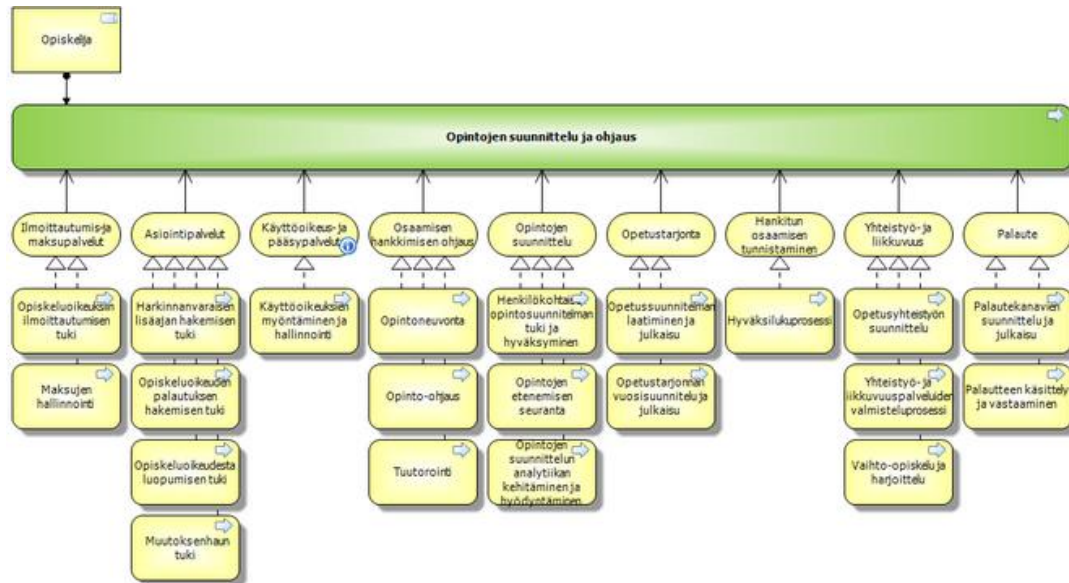 Opiskelija
Opintojen suunnittelu ja ohjaus
Ilmoittautumis-ja
maksupalvelut
Asiointipalvelut
Käyttöoikeus-ja
pääsypalvelut
Osaamisen
hankkimisen ohjaus
Opintojen
suunnittelu
Opetustarjonta
Hankitun
osaamisen
tunnistaminen
Yhteistyö-ja
liikkuvuus
Palaute
Opiskeluoikeuksiin
ilmoittautumisen
tuki
Harkinnanvaraisen
lisäajan hakemisen
tuki
Käyttöoikeuksien
myöntäminen ja
hallinnointi
Opintoneuvonta
Henkilökohtaisen
opintosuunnitelman
tuki ja
hyväksyminen
Opetussuunnitelman
laatiminen ja
julkaisu
Hyväksilukuprosessi
Opetusyhteistyön
suunnittelu
Palautekanavien
suunnittelu ja
julkaisu
Maksujen
hallinnointi
Opiskeluoikeuden
palautuksen
hakemisen tuki
Opinto-ohjaus
Opintojen
etenemisen
seuranta
Opetustarjonnan
vuosisuunnittelu ja
julkaisu
Yhteistyö-ja
liikkuvuuspalveluiden
valmisteluprosessi
Palautteen käsittely
ja vastaaminen
Opiskeluoikeudesta
luopumisen tuki
Tuutorointi
Opintojen
suunnittelun
analytiikan
kehittäminen ja
hyödyntäminen
Vaihto-opiskelu ja
harjoittelu
Muutoksenhaun
tuki